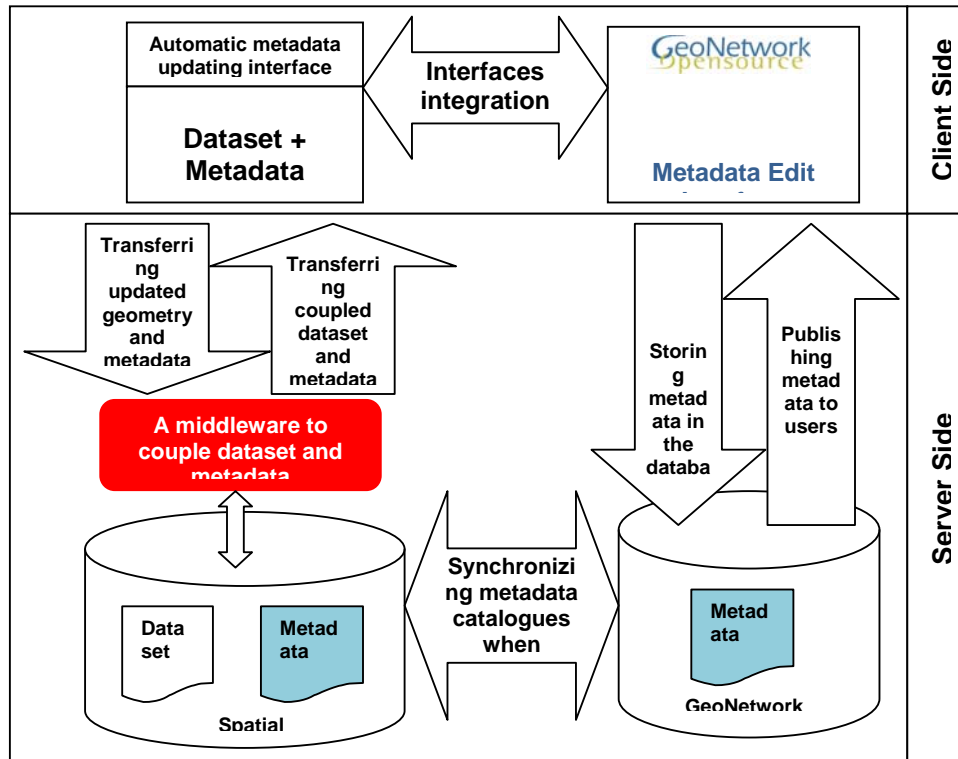 Automatic metadata
updating interface
Dataset +
Metadata
Interfaces
integration
GeoNetwork
Opensource
Metadata Edit
Client Side
Transferri
ng
updated
geometry
and
metadata
Transferri
ng
coupled
dataset
and
metadata
Storin
g
metad
ata in
the
databa
Publis
hing
metad
ata to
users
A middleware to
couple dataset and
metadata
Synchronizi
ng metadata
catalogues
when
Data
set
Metad
ata
Spatial
Metad
ata
GeoNetwork
Server Side